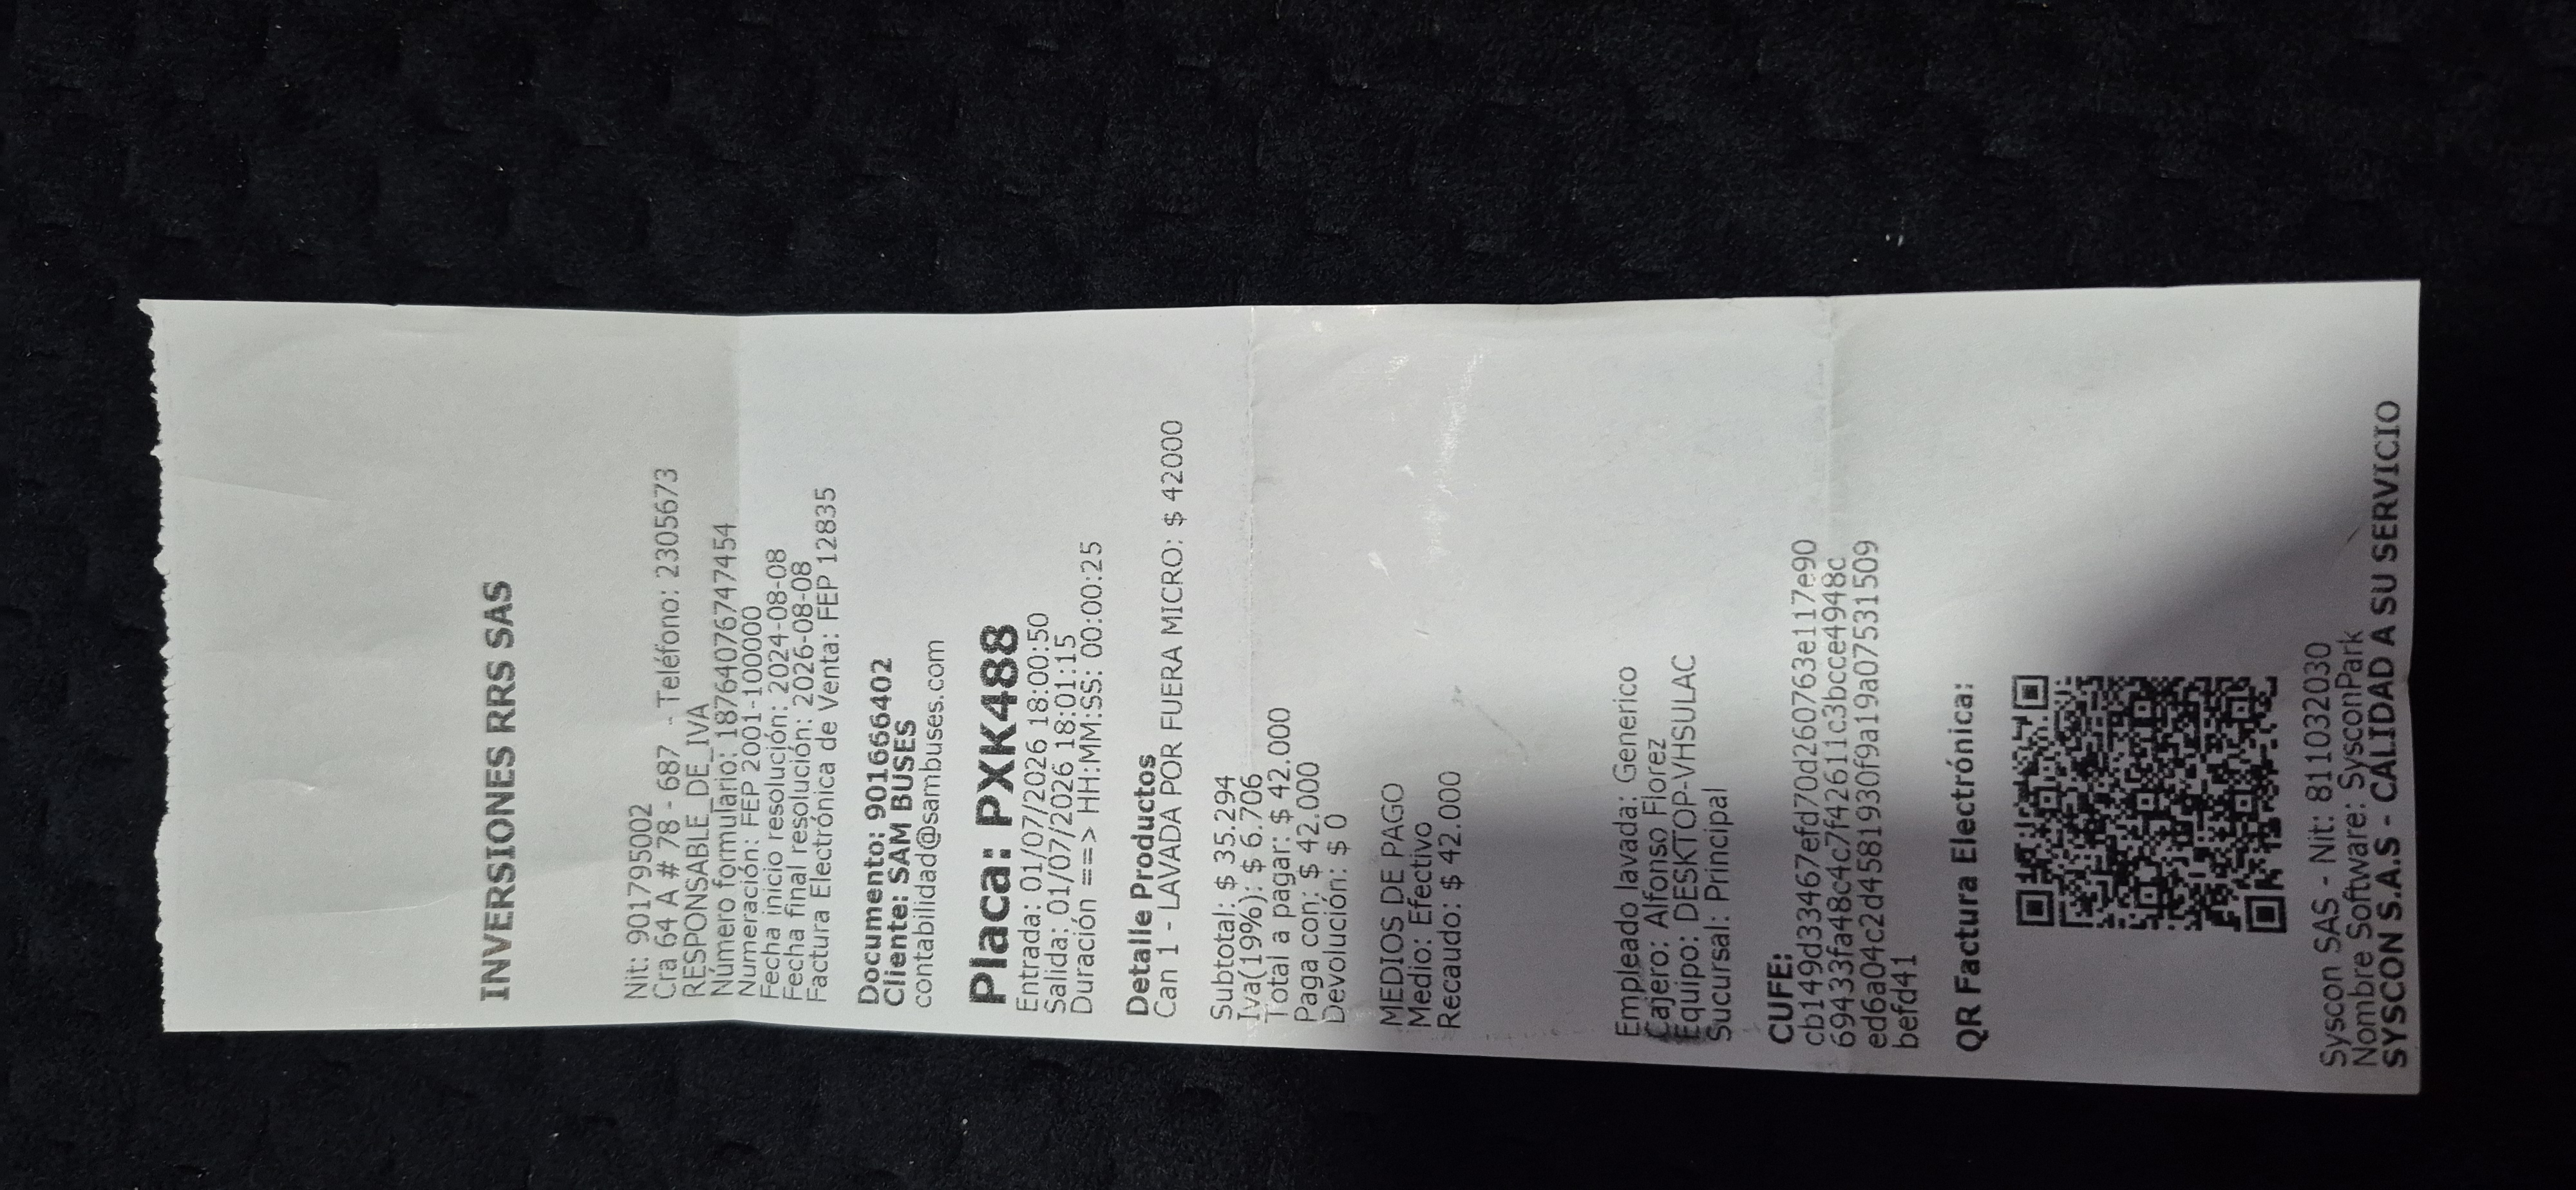 INVERSIONES RRS SAS
Nit: 901795002
Cra 64 A # 78 - 687 - Teléfono: 2305673
RESPONSABLE_DE_IVA
Número formulario: 18764076747454
Numeración: FEP 2001-100000
Fecha inicio resolución: 2024-08-08
Fecha final resolución: 2026-08-08
Factura Electrónica de Venta: FEP 12835
Documento: 901666402
Cliente: SAM BUSES
contabilidad@sambuses.com
Placa: PXK488
Entrada: 01/07/2026 18:00:50
Salida: 01/07/2026 18:01:15
Duración ==> HH:MM:SS: 00:00:25
Detalle Productos
Can 1 - LAVADA POR FUERA MICRO: $ 42000
Subtotal: $ 35.294
Iva(19%): $ 6.706
Total a pagar: $ 42.000
Paga con: $ 42.000
Devolución: $ 0
MEDIOS DE PAGO
Medio: Efectivo
Recaudo: $ 42.000
Empleado lavada: Generico
Cajero: Alfonso Florez
Equipo: DESKTOP-VHSULAC
Sucursal: Principal
CUFE:
cb149d33467efd70d260763e117e90
69433fa48c4c7f42611c3bcce4948c
ed6a04c2d4581930f9a19a07531509
befd41
QR Factura Electrónica:
Syscon SAS - Nit: 811032030
Nombre Software: SysconPark
SYSCON S.A.S - CALIDAD A SU SERVICIO